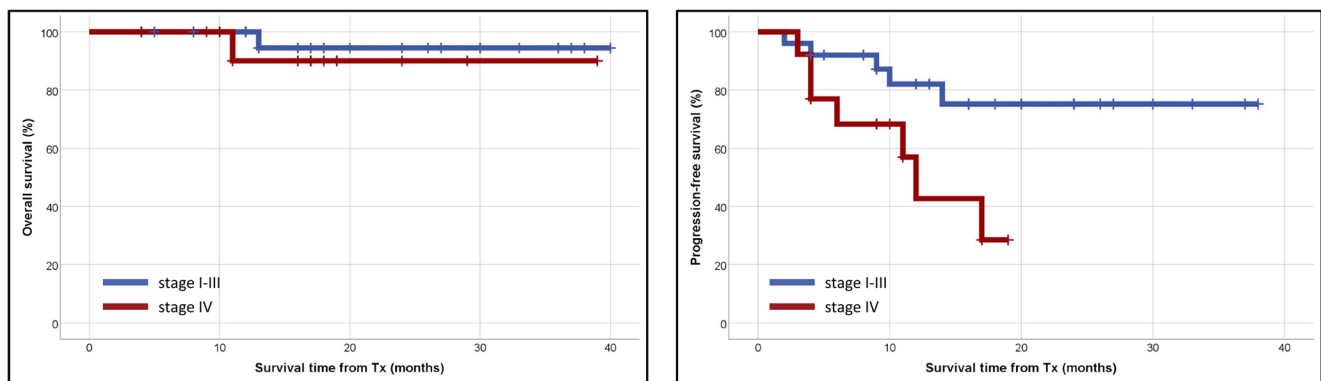 Overall survival (%)
100
80
60
40
20
0
stage I-III
stage IV
0 10 20 30 40
Survival time from Tx (months)
Progression-free survival (%)
100
80
60
40
20
0
stage I-III
stage IV
0 10 20 30 40
Survival time from Tx (months)